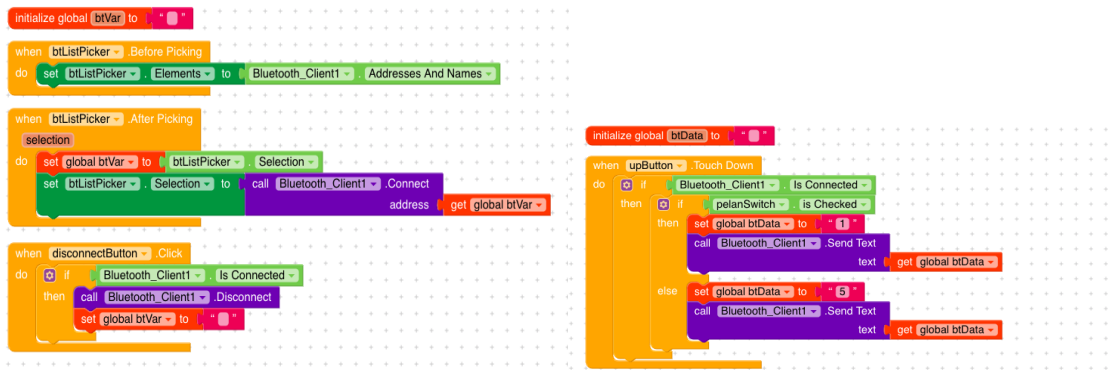 initialize global btVar to “ ”
when btListPicker .Before Picking
do set btListPicker . Elements to Bluetooth_Client1 . Addresses And Names
when btListPicker .After Picking
selection
do set global btVar to btListPicker . Selection
set btListPicker . Selection to call Bluetooth_Client1 .Connect
address get global btVar
when disconnectButton .Click
do if Bluetooth_Client1 . Is Connected
then call Bluetooth_Client1 .Disconnect
set global btVar to “ ”
initialize global btData to “ ”
when upButton .Touch Down
do if Bluetooth_Client1 . Is Connected
then if pelanSwitch . is Checked
then set global btData to “ 1 ”
call Bluetooth_Client1 .Send Text
text get global btData
else set global btData to “ 5 ”
call Bluetooth_Client1 .Send Text
text get global btData